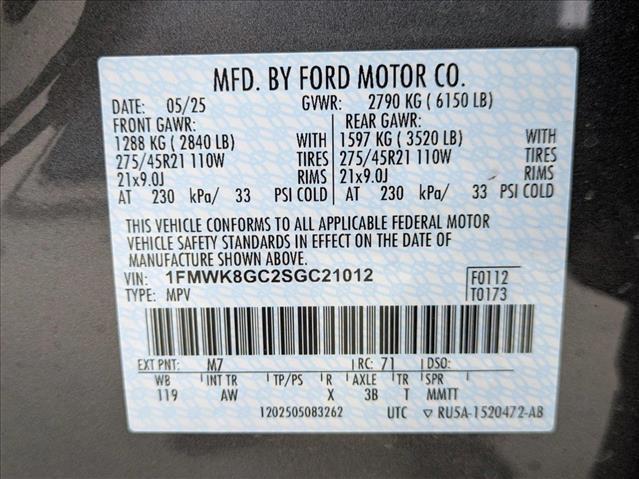 MFD. BY FORD MOTOR CO.
DATE: 05/25 GVWR: 2790 KG ( 6150 LB)
FRONT GAWR: REAR GAWR:
1288 KG ( 2840 LB) WITH 1597 KG ( 3520 LB) WITH
275/45R21 110W TIRES 275/45R21 110W TIRES
21x9.0J RIMS 21x9.0J RIMS
AT 230 kPa/ 33 PSI COLD AT 230 kPa/ 33 PSI COLD
THIS VEHICLE CONFORMS TO ALL APPLICABLE FEDERAL MOTOR
VEHICLE SAFETY STANDARDS IN EFFECT ON THE DATE OF
MANUFACTURE SHOWN ABOVE.
VIN: 1FMWK8GC2SGC21012 F0112
TYPE: MPV T0173
EXT PNT: M7 RC: 71 DSO:
WB INT TR TP/PS R AXLE TR SPR
119 AW X 3B T MMTT
1202505083262 UTC ▽ RU5A-1520472-AB